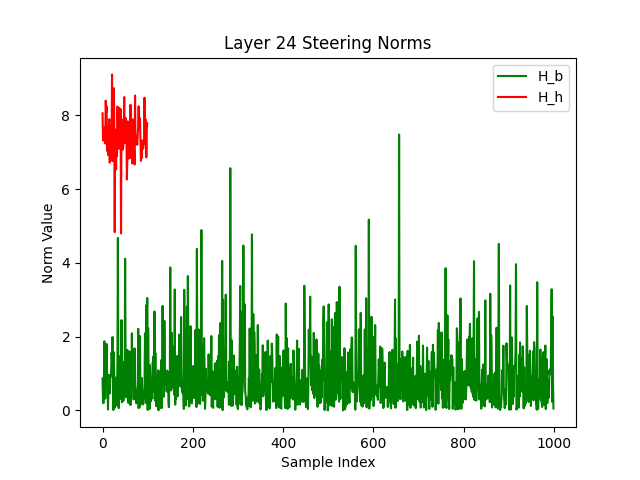 Layer 24 Steering Norms
H_b
H_h
Norm Value
8
6
4
2
0
0 200 400 600 800 1000
Sample Index